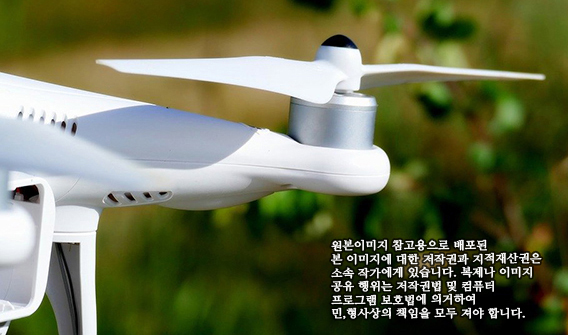 원본이미지 참고용으로 배포된
본 이미지에 대한 저작권과 지적재산권은
소속 작가에게 있습니다. 복제나 이미지
공유 행위는 저작권법 및 컴퓨터
프로그램 보호법에 의거하여
민,형사상의 책임을 모두 져야 합니다.